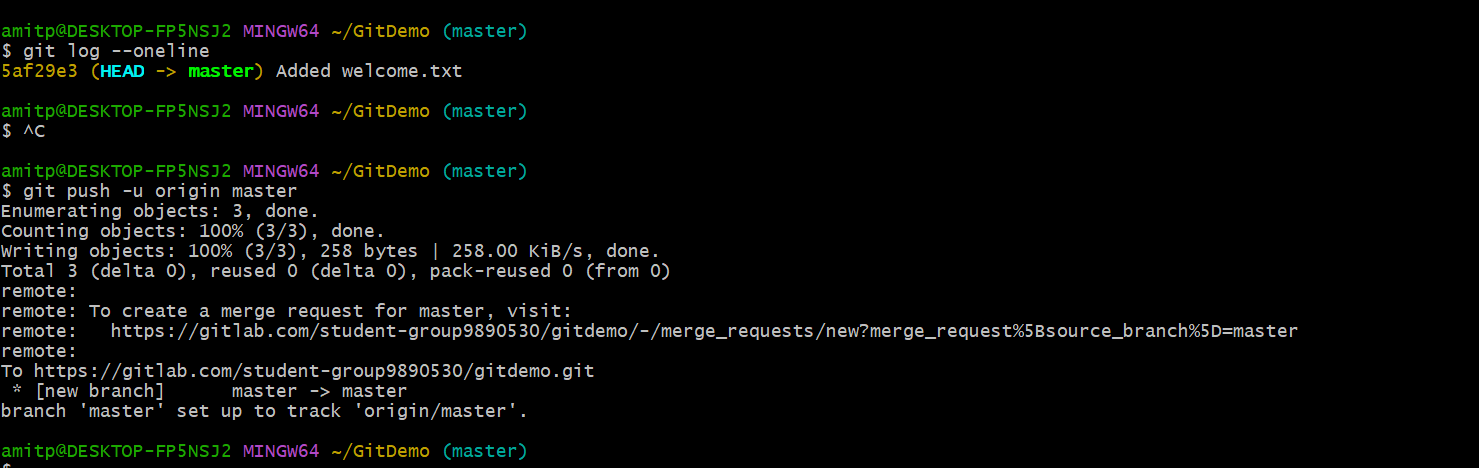 amitp@DESKTOP-FP5NSJ2 MINGW64 ~/GitDemo (master)
$ git log --oneline
5af29e3 (HEAD -> master) Added welcome.txt
amitp@DESKTOP-FP5NSJ2 MINGW64 ~/GitDemo (master)
$ ^C
amitp@DESKTOP-FP5NSJ2 MINGW64 ~/GitDemo (master)
$ git push -u origin master
Enumerating objects: 3, done.
Counting objects: 100% (3/3), done.
Writing objects: 100% (3/3), 258 bytes | 258.00 KiB/s, done.
Total 3 (delta 0), reused 0 (delta 0), pack-reused 0 (from 0)
remote:
remote: To create a merge request for master, visit:
remote:   https://gitlab.com/student-group9890530/gitdemo/-/merge_requests/new?merge_request%5Bsource_branch%5D=master
remote:
To https://gitlab.com/student-group9890530/gitdemo.git
 * [new branch]      master -> master
branch 'master' set up to track 'origin/master'.
amitp@DESKTOP-FP5NSJ2 MINGW64 ~/GitDemo (master)
$